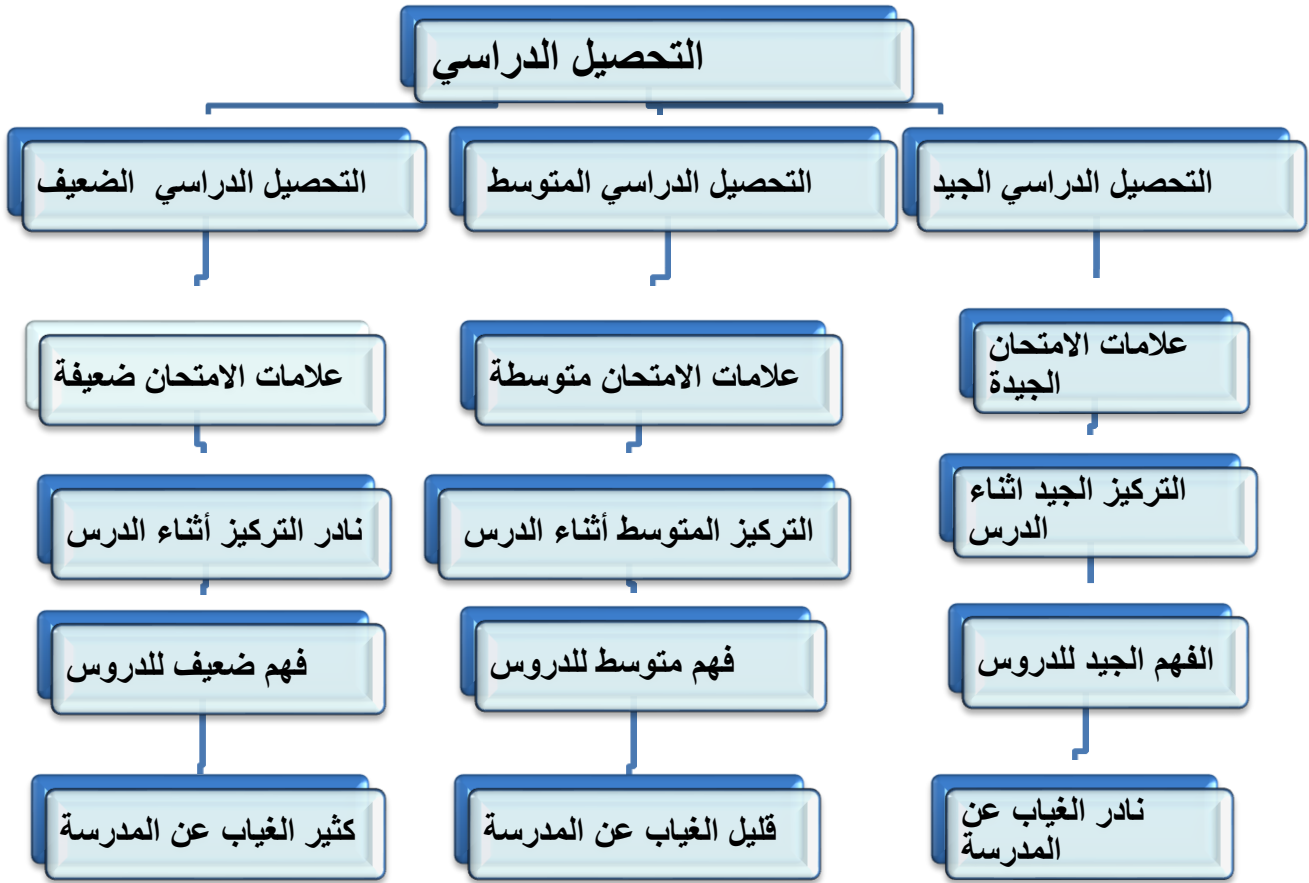 التحصيل الدراسي
التحصيل الدراسي الجيد
التحصيل الدراسي المتوسط
التحصيل الدراسي الضعيف
علامات الامتحان
الجيدة
علامات الامتحان متوسطة
علامات الامتحان ضعيفة
التركيز الجيد اثناء
الدرس
التركيز المتوسط أثناء الدرس
نادر التركيز أثناء الدرس
الفهم الجيد للدروس
فهم متوسط للدروس
فهم ضعيف للدروس
نادر الغياب عن
المدرسة
قليل الغياب عن المدرسة
كثير الغياب عن المدرسة